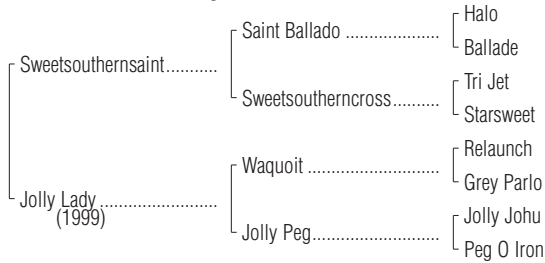 Halo
Saint Ballado ..................
Ballade
Sweetsouthernsaint..........
Tri Jet
Sweetsoutherncross.........
Starsweet
Relaunch
Waquoit .........................
Grey Parlo
Jolly Lady ......................
(1999)
Jolly Johu
Jolly Peg........................
Peg O Iron